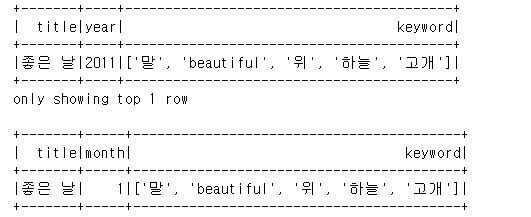 +-------+----+------------------------------------------+
|  title|year|                                   keyword|
+-------+----+------------------------------------------+
|좋은 날|2011|['말', 'beautiful', '위', '하늘', '고개']|
+-------+----+------------------------------------------+
only showing top 1 row
+-------+-----+------------------------------------------+
|  title|month|                                   keyword|
+-------+-----+------------------------------------------+
|좋은 날|    1|['말', 'beautiful', '위', '하늘', '고개']|
+-------+-----+------------------------------------------+